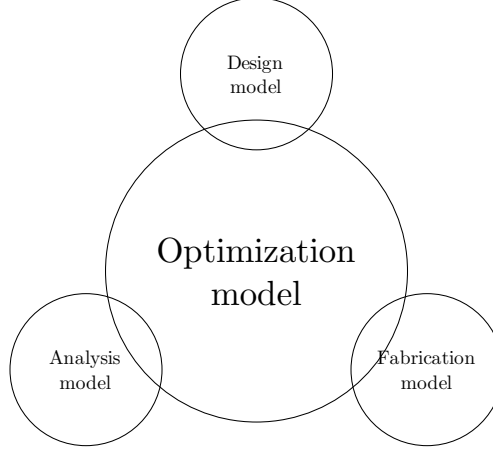 Design
model
Optimization
model
Analysis
model
Fabrication
model